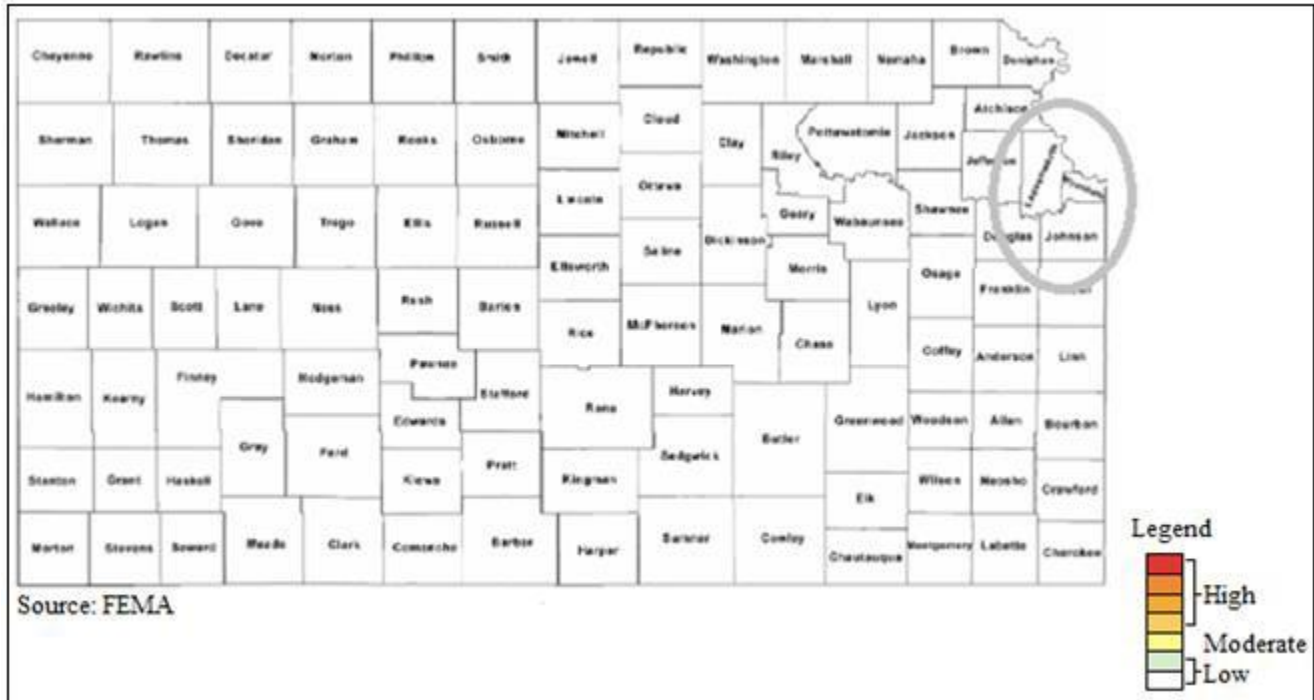 Cheyenne Rawlins Decatur Norton Phillips Smith Jewell Republic Washington Marshall Nemaha Brown Doniphan
Sherman Thomas Sheridan Graham Rooks Osborne Mitchell Cloud Clay Riley Pottawatomie Jackson Atchison
Jefferson Leavenworth
Wallace Logan Gove Trego Ellis Russell Lincoln Ottawa Geary Wabaunsee Shawnee Douglas Johnson
Ellsworth Saline Dickinson Morris Osage Franklin
Greeley Wichita Scott Lane Ness Rush Barton Rice McPherson Marion Chase Lyon Coffey Anderson Linn
Hamilton Kearny Finney Hodgeman Pawnee Stafford Reno Harvey
Edwards Butler Greenwood Woodson Allen Bourbon
Stanton Grant Haskell Gray Ford Kiowa Pratt Kingman Sedgwick Elk Wilson Neosho Crawford
Morton Stevens Seward Meade Clark Comanche Barber Harper Sumner Cowley Chautauqua Montgomery Labette Cherokee
Source: FEMA
Legend
High
Moderate
Low